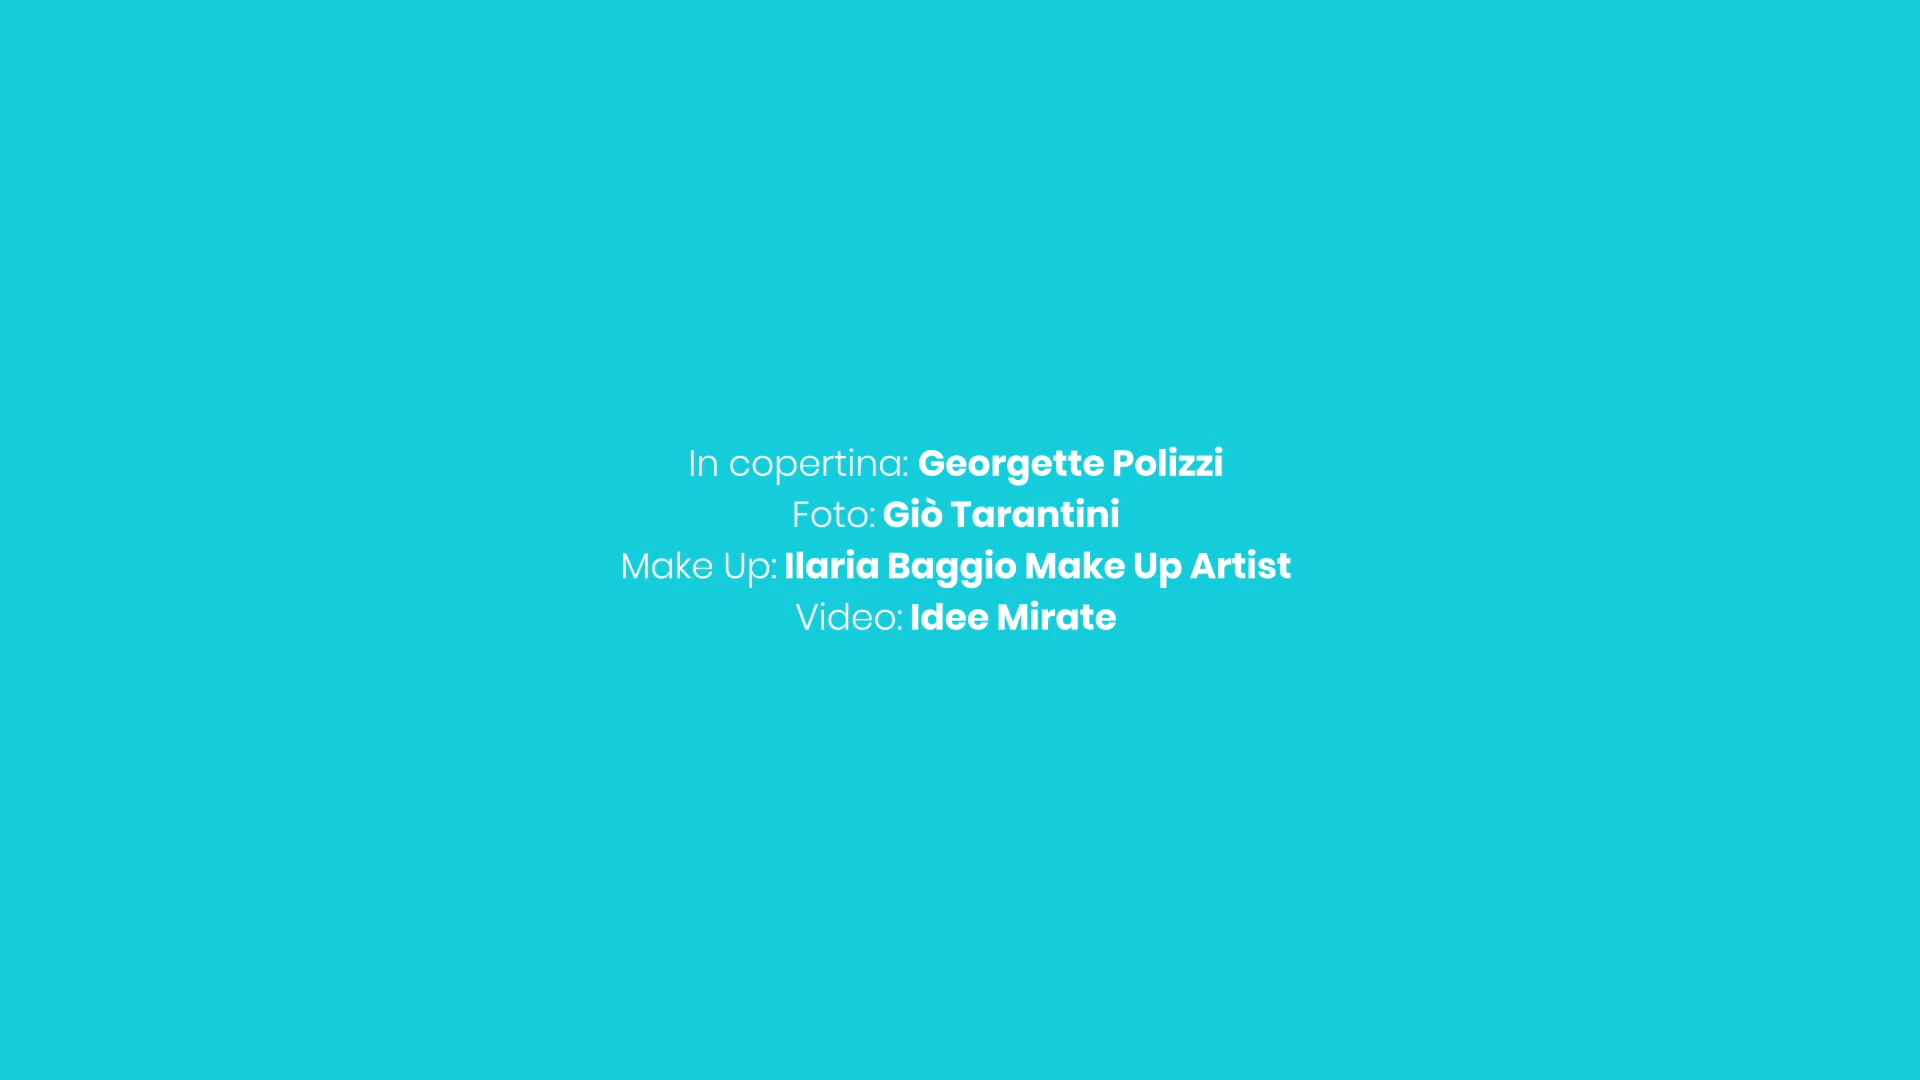 In copertina: Georgette Polizzi
Foto: Giò Tarantini
Make Up: Ilaria Baggio Make Up Artist
Video: Idee Mirate